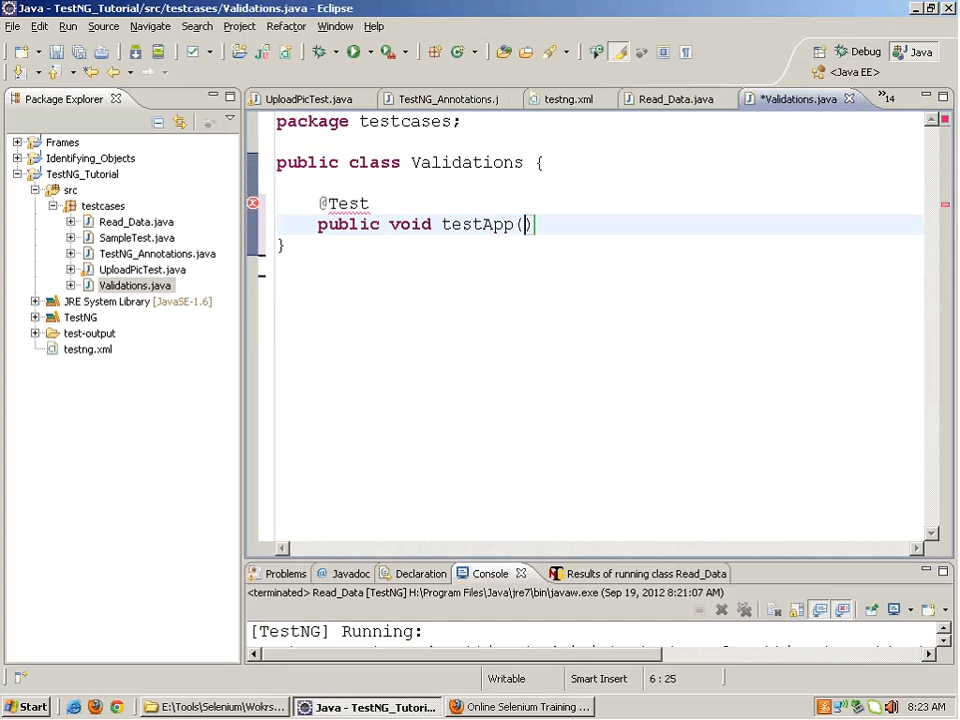 Java - TestNG_Tutorial/src/testcases/Validations.java - Eclipse
File Edit Run Source Navigate Search Project Refactor Window Help
Debug Java
<Java EE>
Package Explorer
UploadPicTest.java TestNG_Annotations.j testng.xml Read_Data.java *Validations.java 14
Frames
Identifying_Objects
TestNG_Tutorial
src
testcases
Read_Data.java
SampleTest.java
TestNG_Annotations.java
UploadPicTest.java
Validations.java
JRE System Library [JavaSE-1.6]
TestNG
test-output
testng.xml
package testcases;
public class Validations {
@Test
public void testApp()
}
Problems Javadoc Declaration Console Results of running class Read_Data
<terminated> Read_Data [TestNG] H:\Program Files\Java\jre7\bin\javaw.exe (Sep 19, 2012 8:21:07 AM)
[TestNG] Running:
Writable Smart Insert 6 : 25
Start E:\Tools\Selenium\Wokrs... Java - TestNG_Tutori... Online Selenium Training ... 8:23 AM